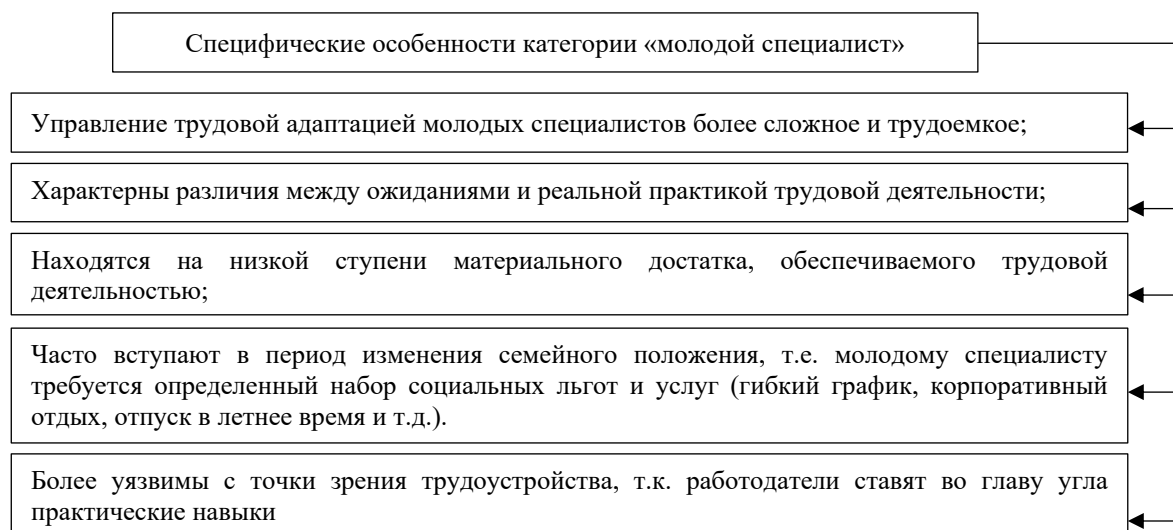 Специфические особенности категории «молодой специалист»
Управление трудовой адаптацией молодых специалистов более сложное и трудоемкое;
Характерны различия между ожиданиями и реальной практикой трудовой деятельности;
Находятся на низкой ступени материального достатка, обеспечиваемого трудовой
деятельностью;
Часто вступают в период изменения семейного положения, т.е. молодому специалисту
требуется определенный набор социальных льгот и услуг (гибкий график, корпоративный
отдых, отпуск в летнее время и т.д.).
Более уязвимы с точки зрения трудоустройства, т.к. работодатели ставят во главу угла
практические навыки